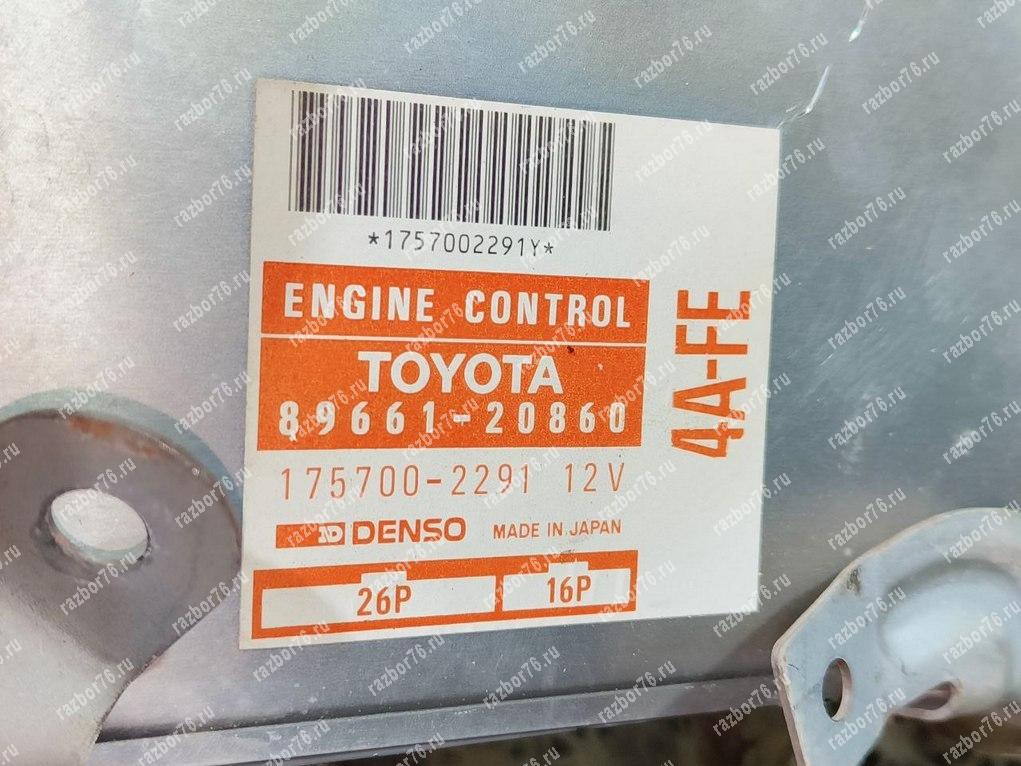 *1757002291Y*
ENGINE CONTROL
TOYOTA
89661-20860
175700-2291 12V
ND DENSO MADE IN JAPAN
26P 16P
4A-FE
razbor76.ru